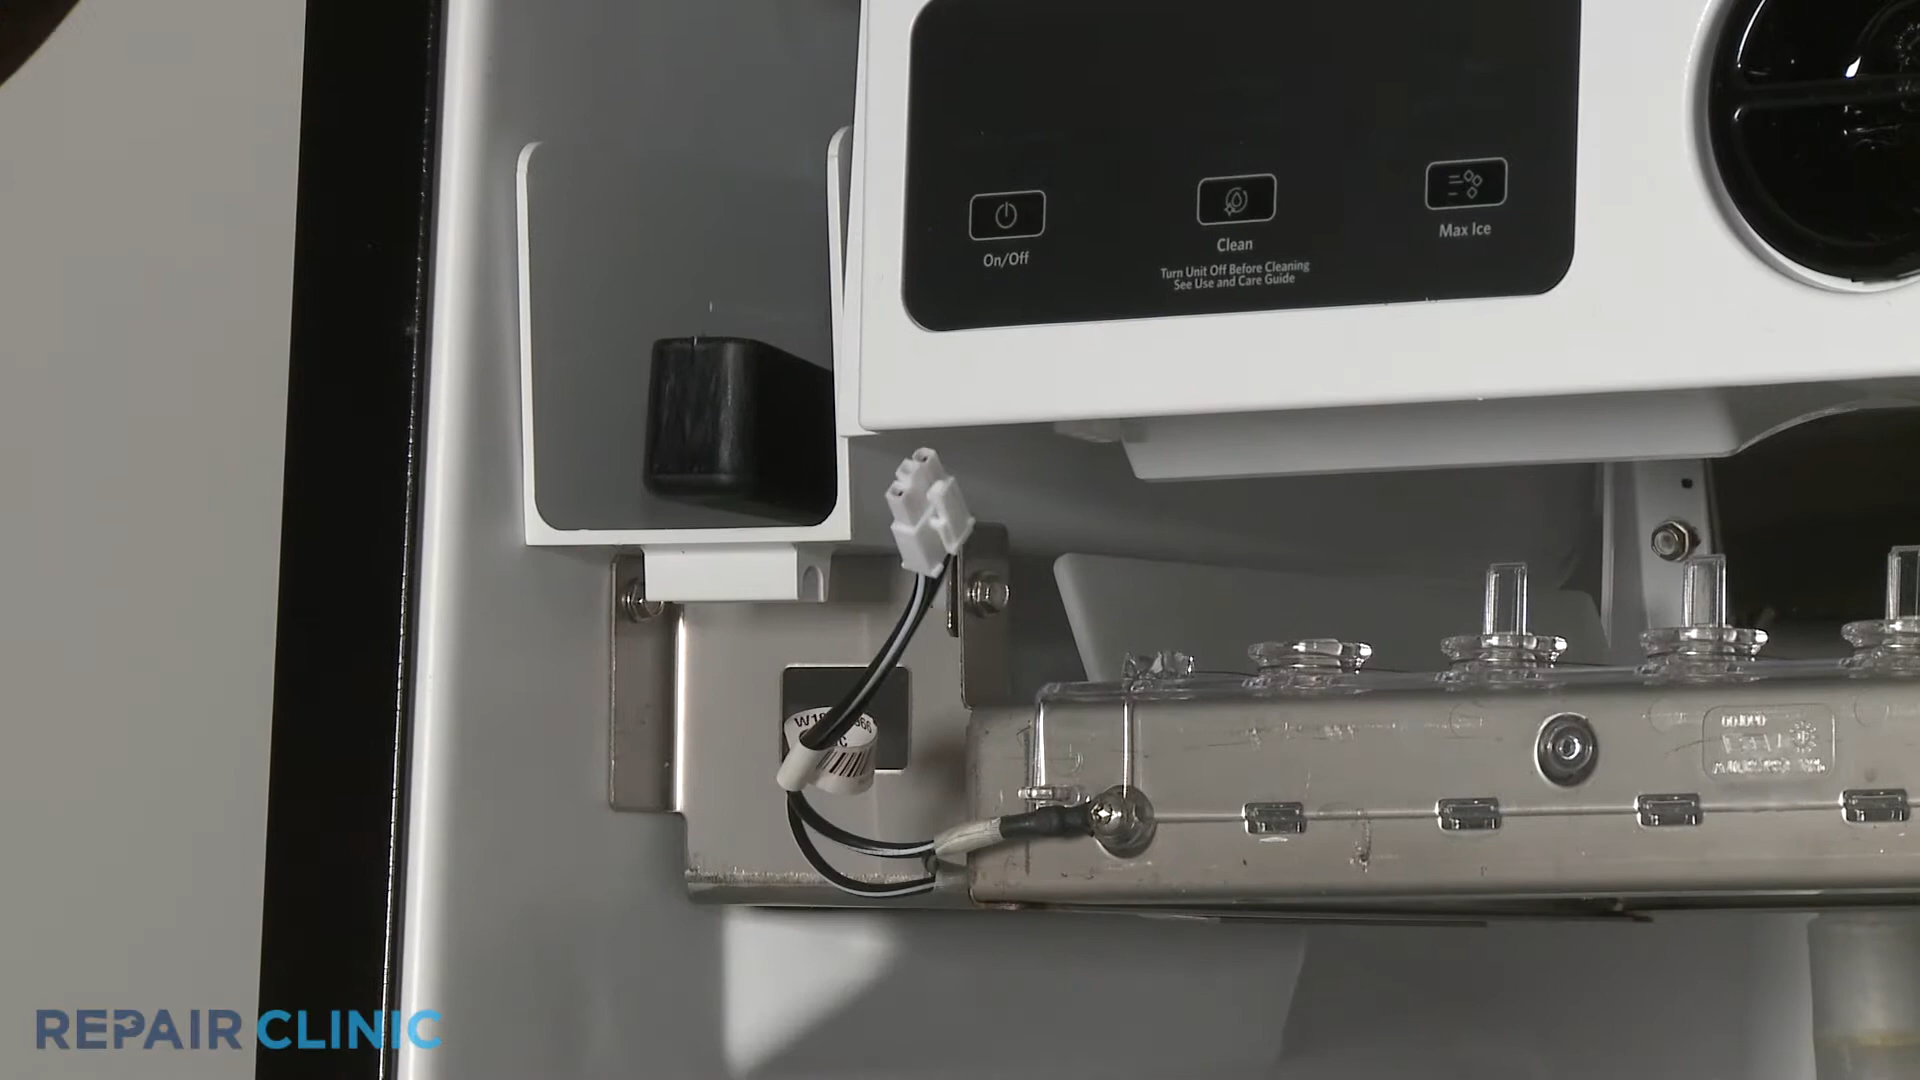 On/Off
Clean
Turn Unit Off Before Cleaning
See Use and Care Guide
Max Ice
REPAIR CLINIC